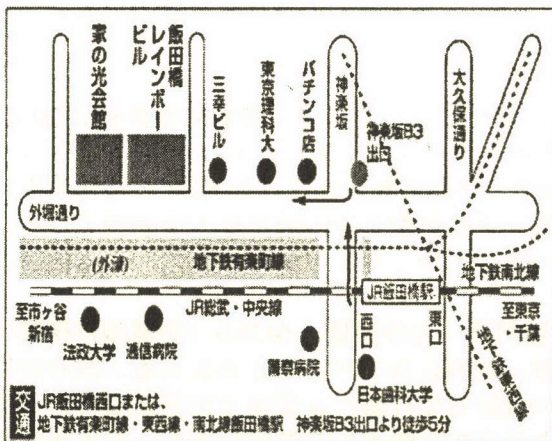 家の光会館
飯田橋
レインボー
ビル
三幸ビル
東京理科大
パチンコ店
神楽坂
神楽坂B3
出口
大久保通り
外堀通り
(外濠)
地下鉄有楽町線
地下鉄南北線
JR飯田橋駅
至市ヶ谷
新宿
JR総武・中央線
至東京
・千葉
法政大学
逓信病院
警察病院
西口
東口
日本歯科大学
地下鉄東西線
交通
JR飯田橋西口または、
地下鉄有楽町線・東西線・南北線飯田橋駅 神楽坂B3出口より徒歩5分